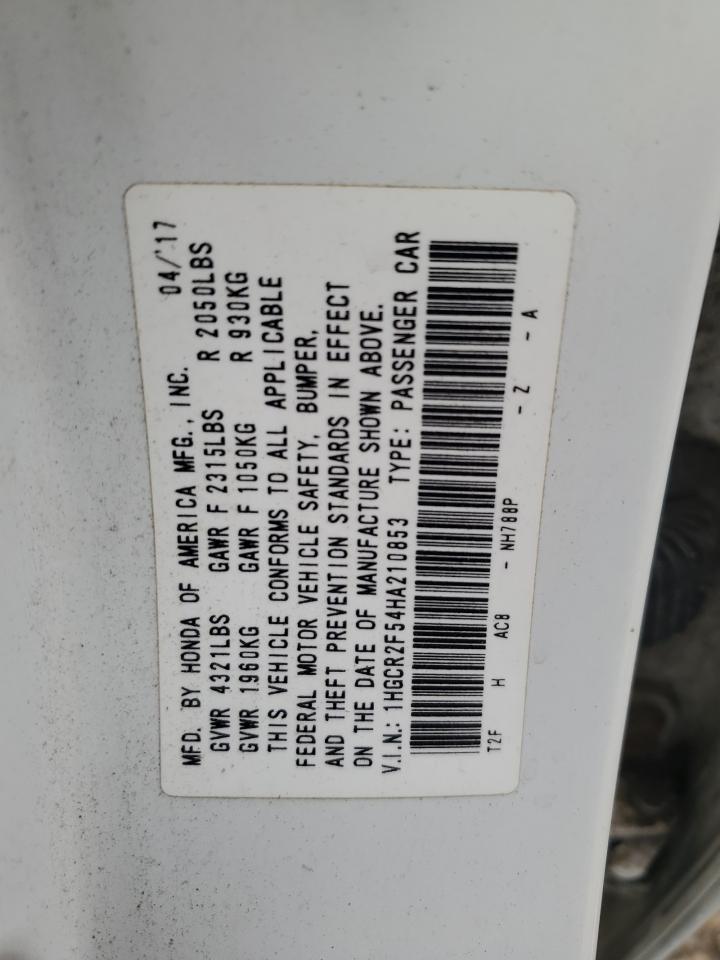 MFD. BY HONDA OF AMERICA MFG., INC. 04/'17
GVWR 4321LBS GAWR F 2315LBS R 2050LBS
GVWR 1960KG GAWR F 1050KG R 930KG
THIS VEHICLE CONFORMS TO ALL APPLICABLE
FEDERAL MOTOR VEHICLE SAFETY, BUMPER,
AND THEFT PREVENTION STANDARDS IN EFFECT
ON THE DATE OF MANUFACTURE SHOWN ABOVE.
V.I.N.: 1HGCR2F54HA210853 TYPE: PASSENGER CAR
T2F H AC8 - NH788P - Z - A